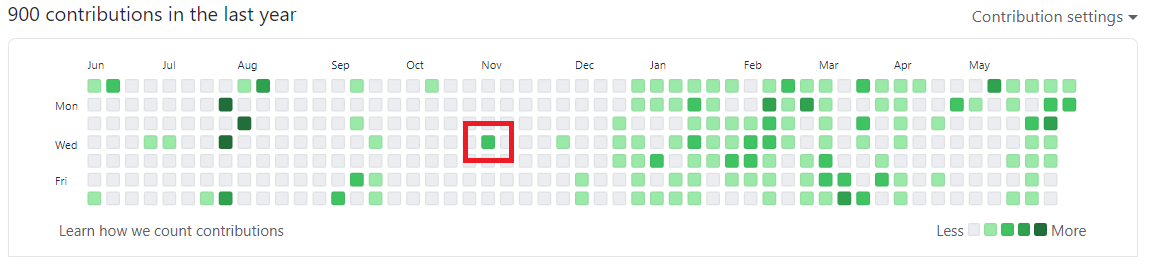 900 contributions in the last year
Contribution settings
Jun Jul Aug Sep Oct Nov Dec Jan Feb Mar Apr May
Mon
Wed
Fri
Learn how we count contributions
Less More